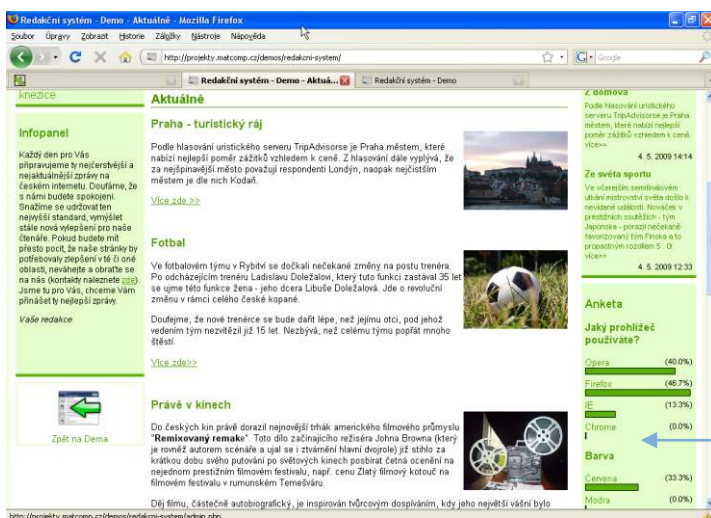 Redakční systém - Demo - Aktuálně - Mozilla Firefox
Soubor Úpravy Zobrazit Historie Záložky Nástroje Nápověda
http://projekty.matcomp.cz/demos/redakcni-system/
Google
Redakční systém - Demo - Aktuá...
Redakční systém - Demo
knezice
Infopanel
Každý den pro Vás
připravujeme ty nejčerstvější a
nejaktuálnější zprávy na
českém internetu. Doufáme, že
s námi budete spokojeni.
Snažíme se udržovat ten
nejvyšší standard, vymýšlet
stále nová vylepšení pro naše
čtenáře. Pokud budete mít
přesto pocit, že naše stránky by
potřebovaly zlepšení v té či oné
oblasti, neváhejte a obraťte se
na nás (kontakty naleznete zde).
Jsme tu pro Vás, chceme Vám
přinášet ty nejlepší zprávy.
Vaše redakce
Zpět na Dema
Aktuálně
Praha - turistický ráj
Podle hlasování uristického serveru TripAdvisorse je Praha městem, které
nabízí nejlepší poměr zážitků vzhledem k ceně. Z hlasování dále vyplývá, že
za nejšpinavější město považují respondenti Londýn, naopak nejčistším
městem je dle nich Kodaň.
Více zde >>
Fotbal
Ve fotbalovém týmu v Rybitví se dočkali nečekané změny na postu trenéra.
Po odcházejícím trenéru Ladislavu Doležalovi, který tuto funkci zastával 35 let
se ujme této funkce žena - jeho dcera Libuše Doležalová. Jde o revoluční
změnu v rámci celého české kopané.
Doufejme, že nové trenérce se bude dařit lépe, než jejímu otci, pod jehož
vedením tým nezvítězil již 15 let. Nezbývá, než celému týmu popřát mnoho
štěstí.
Více zde>>
Právě v kinech
Do českých kin právě dorazil nejnovější trhák amerického filmového průmyslu
"Remixovaný remake". Toto dílo začínajícího režiséra Johna Browna (který
je rovněž autorem scénáře a ujal se i ztvárnění hlavní dvojrole) již stihlo za
krátkou dobu svého putování po světových kinech posbírat četná ocenění na
nejednom prestižním filmovém festivalu, např. cenu Zlatý filmový kotouč na
filmovém festivalu v rumunském Temešváru.
Děj filmu, částečně autobiografický, je inspirován tvůrcovým dospíváním, kdy jeho největší vášní bylo
Z domova
Podle hlasování uristického
serveru TripAdvisorse je Praha
městem, které nabízí nejlepší
poměr zážitků vzhledem k ceně.
více>>
4. 5. 2009 14:14
Ze světa sportu
Ve včerejším semifinálovém
utkání mistrovství světa došlo k
nevídané události. Nováček v
prestižních soutěžích - tým
Japonska - porazil nečekaně
favorizovaný tým Finska a to
propastným rozdílem 5 : 0!
více>>
4. 5. 2009 12:33
Anketa
Jaký prohlížeč
používáte?
Opera (40.0%)
Firefox (46.7%)
IE (13.3%)
Chrome (0.0%)
Barva
Červená (33.3%)
Modrá (0.0%)
http://projekty.matcomp.cz/demos/redakcni-system/admin.php